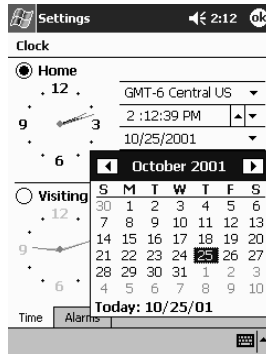 Settings 2:12 ok
Clock
Home
12
9 3
6
GMT-6 Central US
2 :12:39 PM
10/25/2001
October 2001
S M T W T F S
30 1 2 3 4 5 6
7 8 9 10 11 12 13
14 15 16 17 18 19 20
21 22 23 24 25 26 27
28 29 30 31 1 2 3
4 5 6 7 8 9 10
Today: 10/25/01
Visiting
12
9
6
Time Alarms